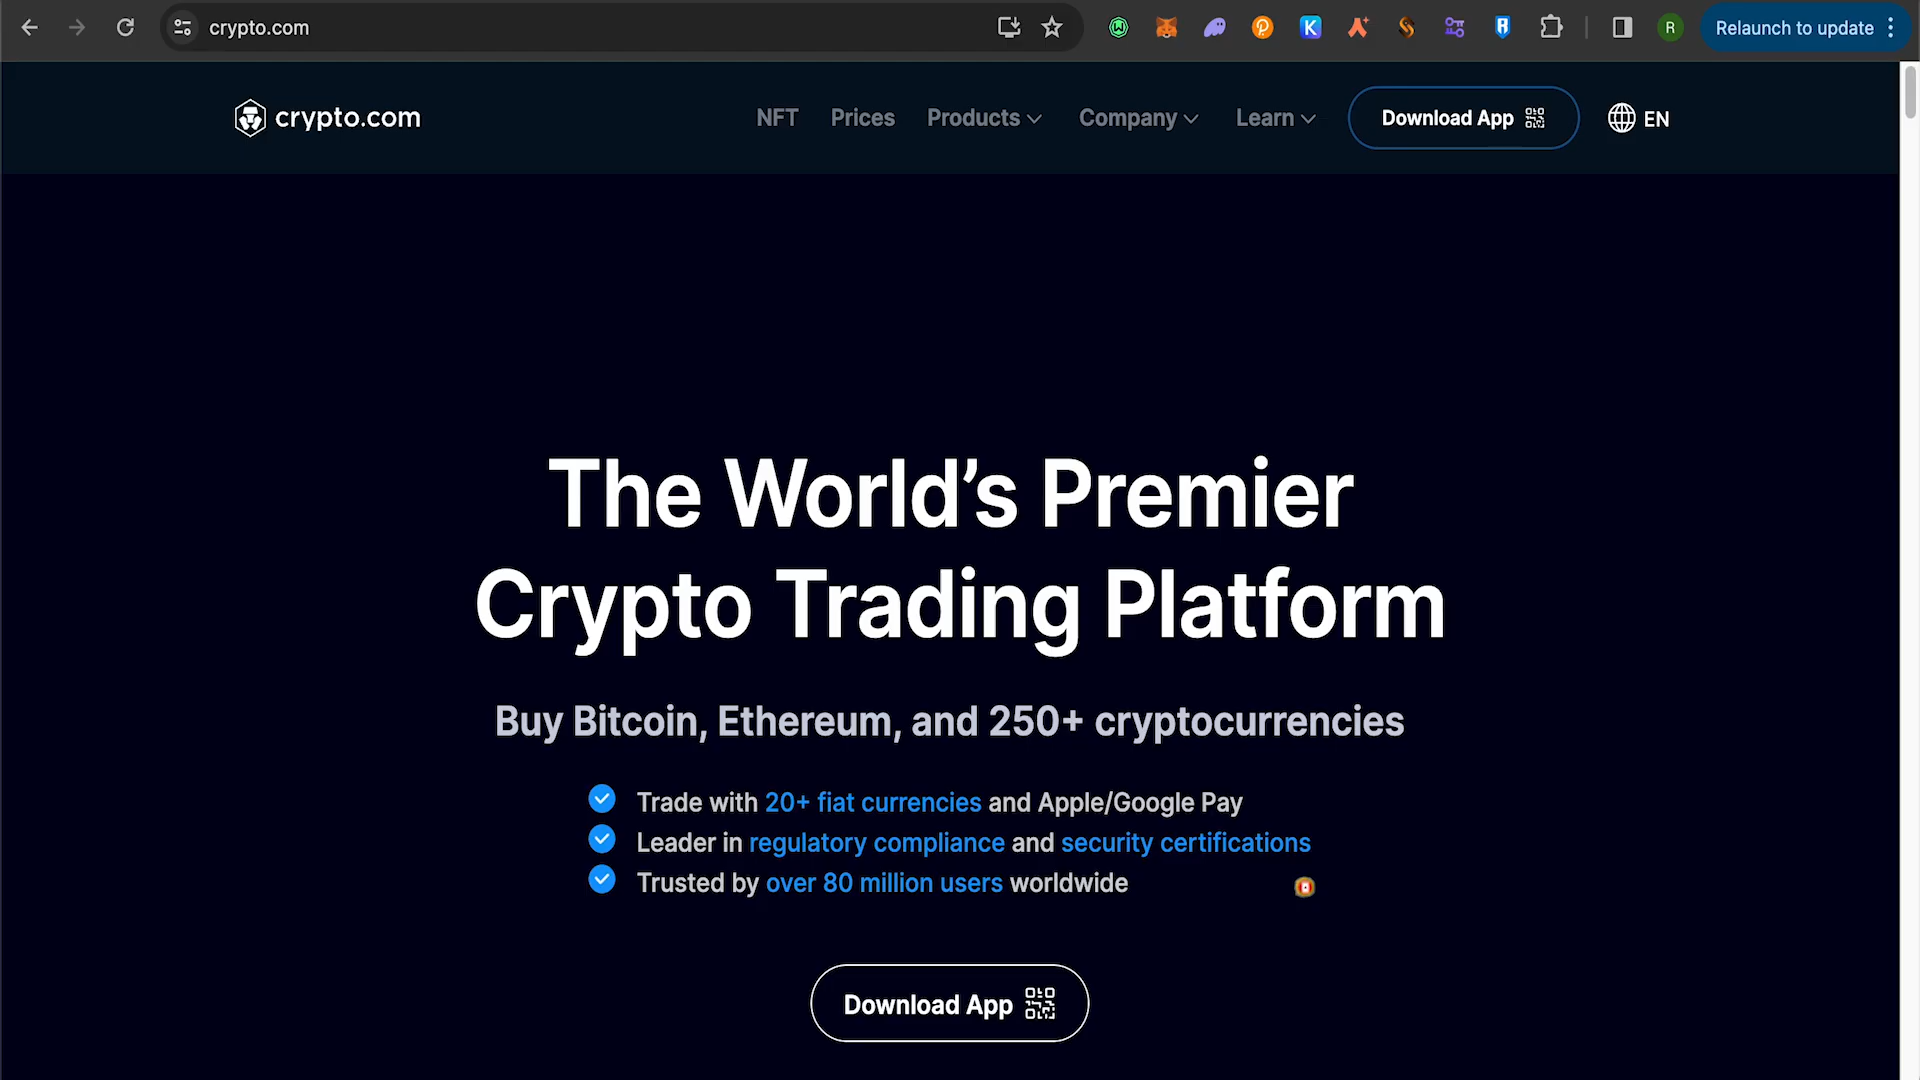 crypto.com
Relaunch to update
R
crypto.com
NFT
Prices
Products
Company
Learn
Download App
EN
The World’s Premier
Crypto Trading Platform
Buy Bitcoin, Ethereum, and 250+ cryptocurrencies
Trade with 20+ fiat currencies and Apple/Google Pay
Leader in regulatory compliance and security certifications
Trusted by over 80 million users worldwide
Download App